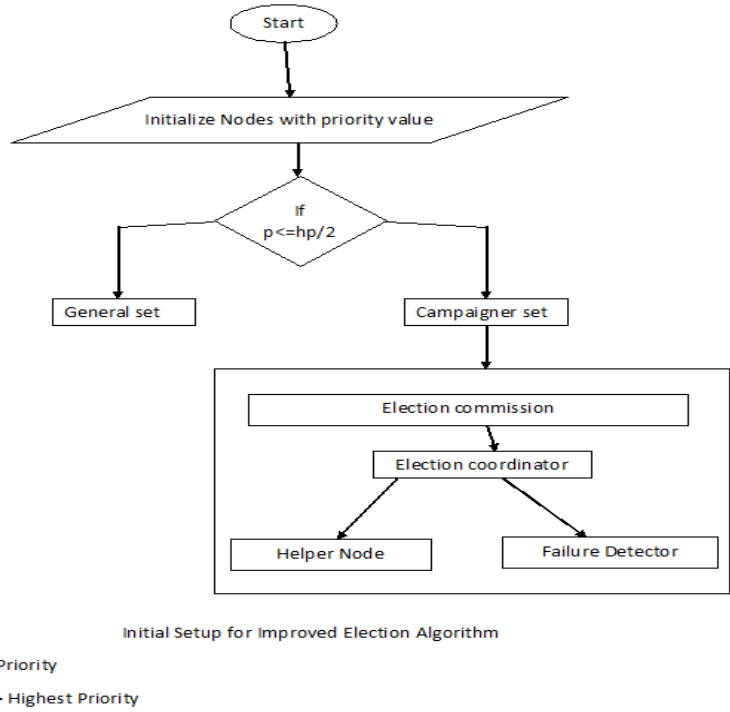 Start
Initialize Nodes with priority value
If
p<=hp/2
General set
Campaigner set
Election commission
Election coordinator
Helper Node
Failure Detector
Initial Setup for Improved Election Algorithm
Priority
- Highest Priority